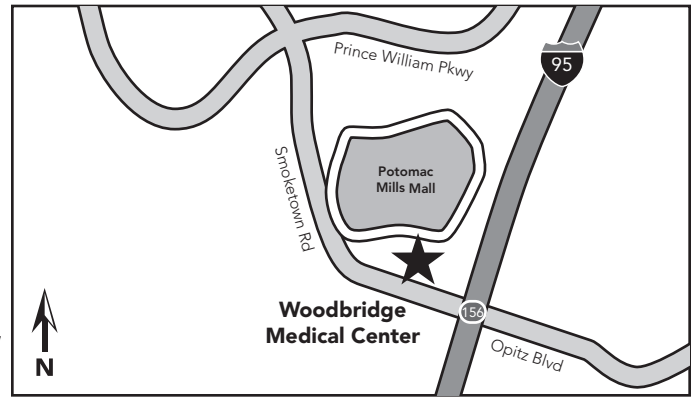 Prince William Pkwy
95
Smoketown Rd
Potomac
Mills Mall
Woodbridge
Medical Center
156
Opitz Blvd
N